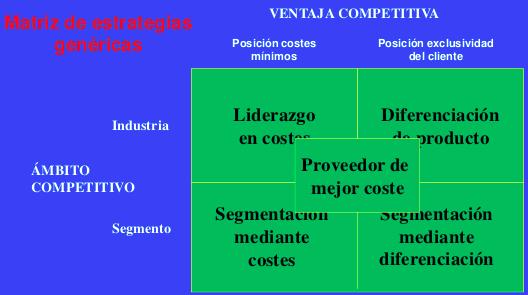 Matriz de estrategias
genéricas
VENTAJA COMPETITIVA
Posición costes
mínimos
Posición exclusividad
del cliente
Industria
Liderazgo
en costes
Diferenciación
de producto
ÁMBITO
COMPETITIVO
Proveedor de
mejor coste
Segmento
Segmentación
mediante
costes
Segmentación
mediante
diferenciación